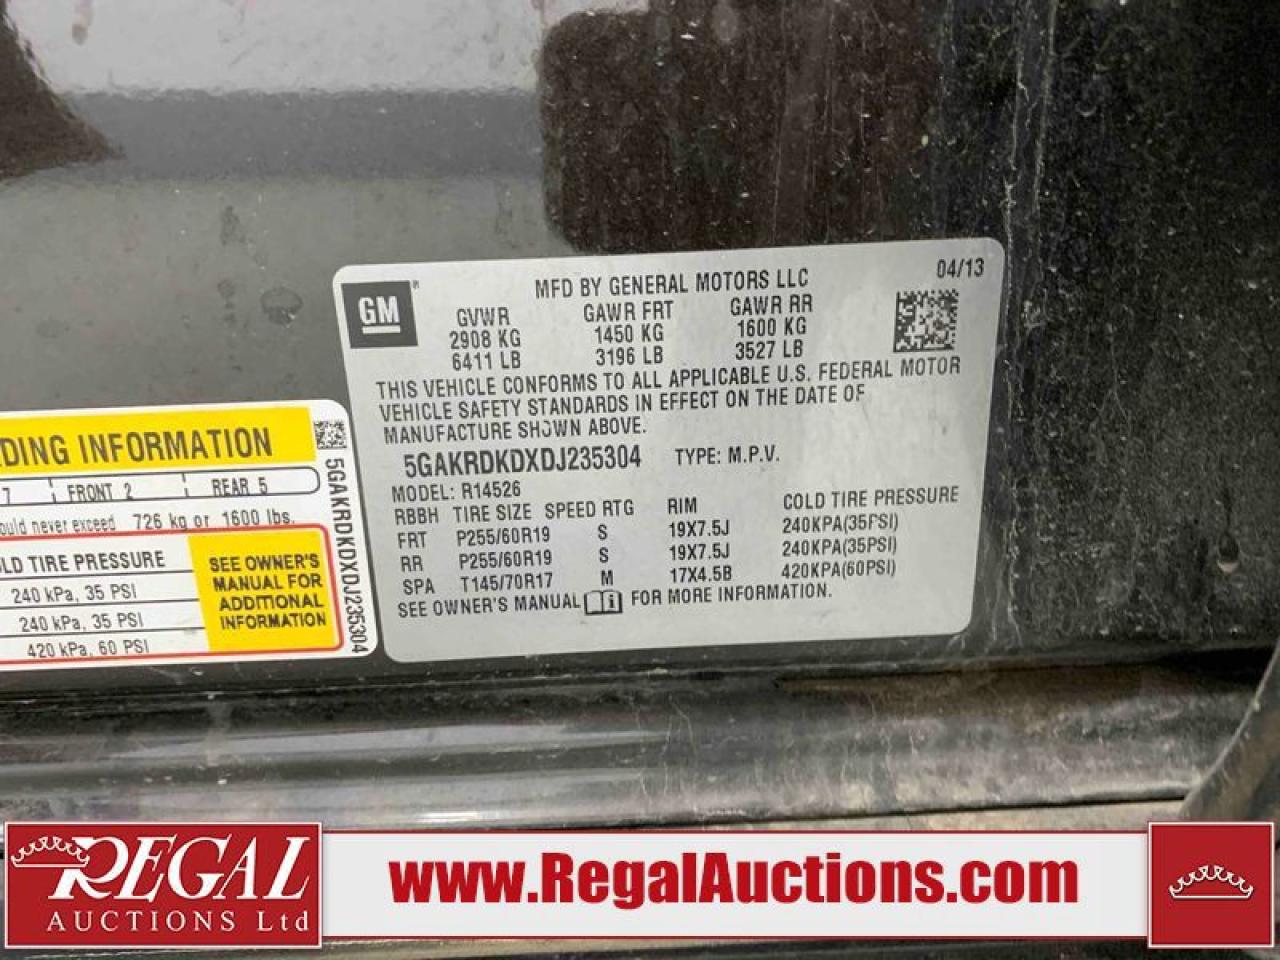 MFD BY GENERAL MOTORS LLC 04/13
GM
GVWR GAWR FRT GAWR RR
2908 KG 1450 KG 1600 KG
6411 LB 3196 LB 3527 LB
THIS VEHICLE CONFORMS TO ALL APPLICABLE U.S. FEDERAL MOTOR
VEHICLE SAFETY STANDARDS IN EFFECT ON THE DATE OF
MANUFACTURE SHOWN ABOVE.
5GAKRDKDXDJ235304 TYPE: M.P.V.
MODEL: R14526
RBBH TIRE SIZE SPEED RTG RIM COLD TIRE PRESSURE
FRT P255/60R19 S 19X7.5J 240KPA(35PSI)
RR P255/60R19 S 19X7.5J 240KPA(35PSI)
SPA T145/70R17 M 17X4.5B 420KPA(60PSI)
SEE OWNER'S MANUAL FOR MORE INFORMATION.
DING INFORMATION
7 FRONT 2 REAR 5
ould never exceed 726 kg or 1600 lbs.
LD TIRE PRESSURE
240 kPa, 35 PSI
240 kPa, 35 PSI
420 kPa, 60 PSI
SEE OWNER'S
MANUAL FOR
ADDITIONAL
INFORMATION
5GAKRDKDXDJ235304
REGAL
AUCTIONS Ltd
www.RegalAuctions.com